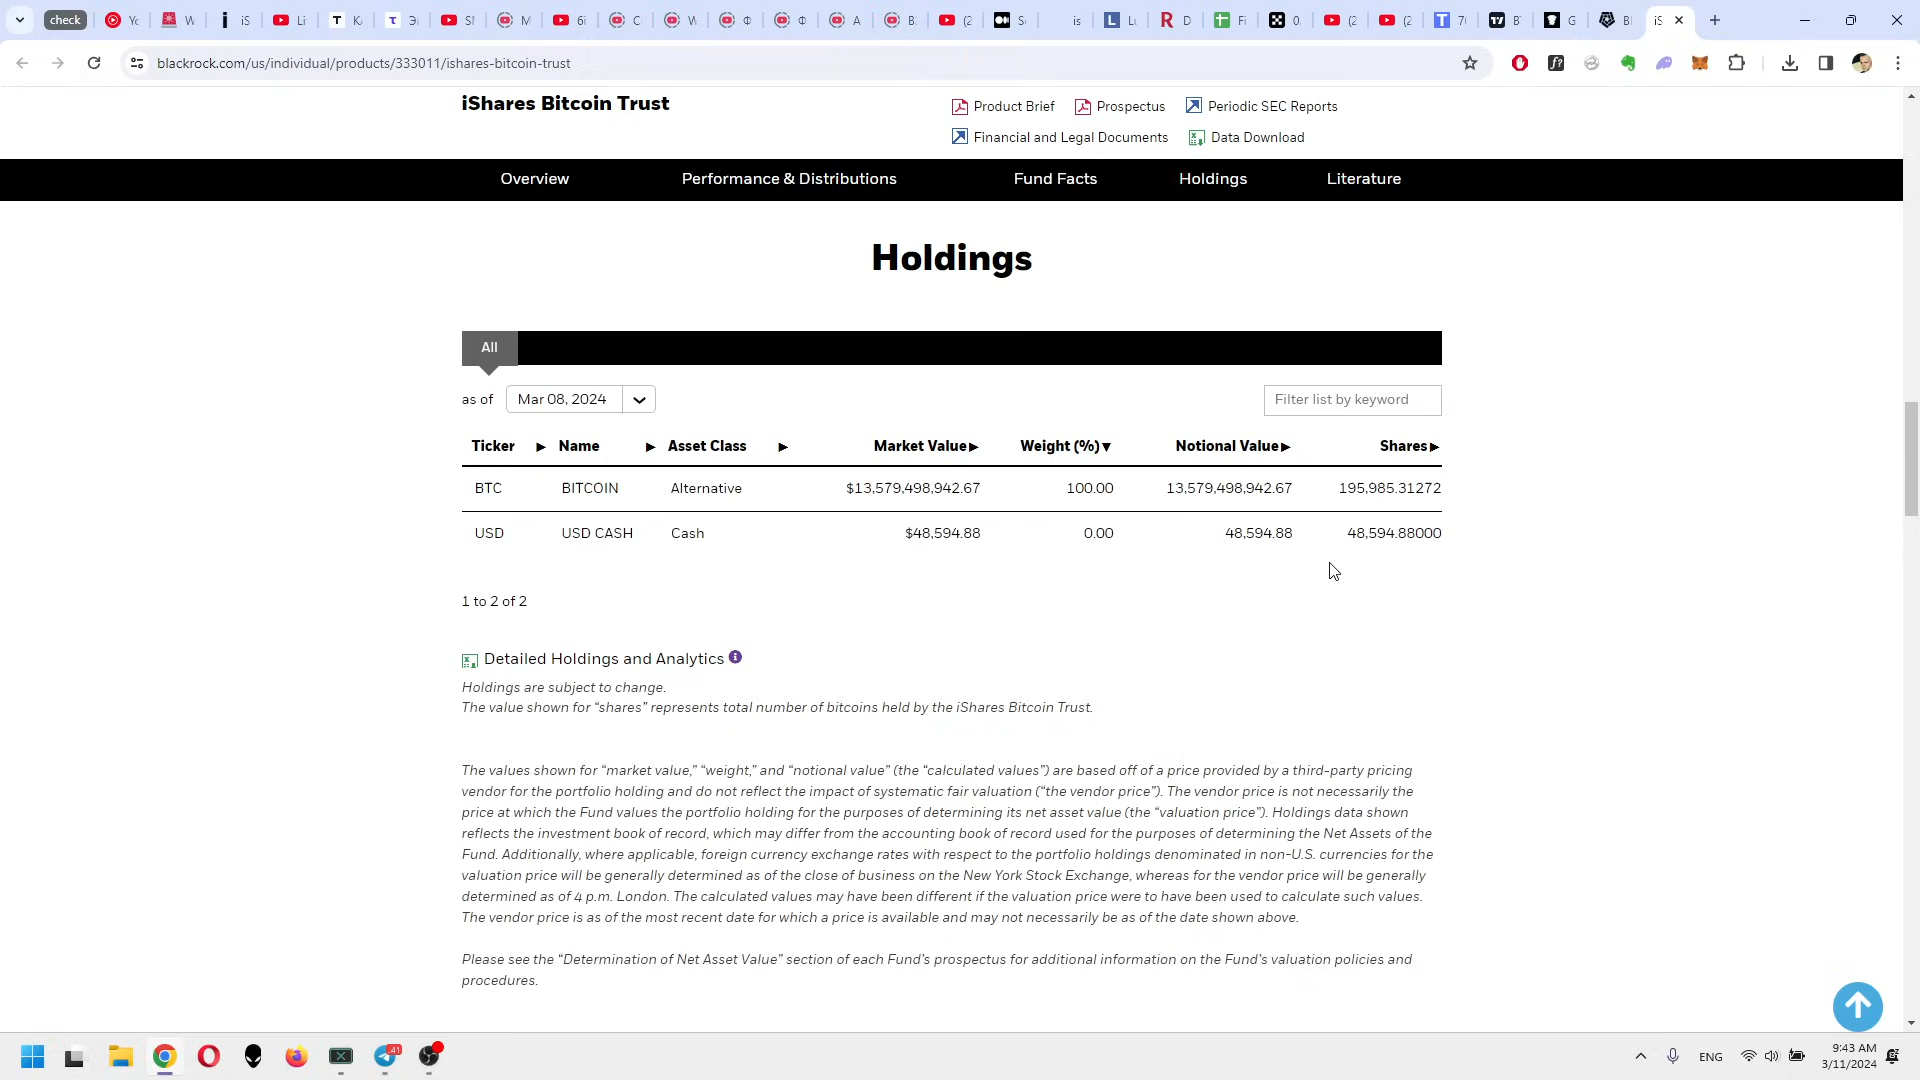 check
blackrock.com/us/individual/products/333011/ishares-bitcoin-trust
iShares Bitcoin Trust
Product Brief
Prospectus
Periodic SEC Reports
Financial and Legal Documents
Data Download
Overview
Performance & Distributions
Fund Facts
Holdings
Literature
Holdings
All
as of Mar 08, 2024
Filter list by keyword
Ticker Name Asset Class Market Value Weight (%) Notional Value Shares
BTC BITCOIN Alternative $13,579,498,942.67 100.00 13,579,498,942.67 195,985.31272
USD USD CASH Cash $48,594.88 0.00 48,594.88 48,594.88000
1 to 2 of 2
Detailed Holdings and Analytics
Holdings are subject to change.
The value shown for “shares” represents total number of bitcoins held by the iShares Bitcoin Trust.
The values shown for “market value,” “weight,” and “notional value” (the “calculated values”) are based off of a price provided by a third-party pricing
vendor for the portfolio holding and do not reflect the impact of systematic fair valuation (“the vendor price”). The vendor price is not necessarily the
price at which the Fund values the portfolio holding for the purposes of determining its net asset value (the “valuation price”). Holdings data shown
reflects the investment book of record, which may differ from the accounting book of record used for the purposes of determining the Net Assets of the
Fund. Additionally, where applicable, foreign currency exchange rates with respect to the portfolio holdings denominated in non-U.S. currencies for the
valuation price will be generally determined as of the close of business on the New York Stock Exchange, whereas for the vendor price will be generally
determined as of 4 p.m. London. The calculated values may have been different if the valuation price were to have been used to calculate such values.
The vendor price is as of the most recent date for which a price is available and may not necessarily be as of the date shown above.
Please see the “Determination of Net Asset Value” section of each Fund’s prospectus for additional information on the Fund’s valuation policies and
procedures.
41
ENG
9:43 AM
3/11/2024